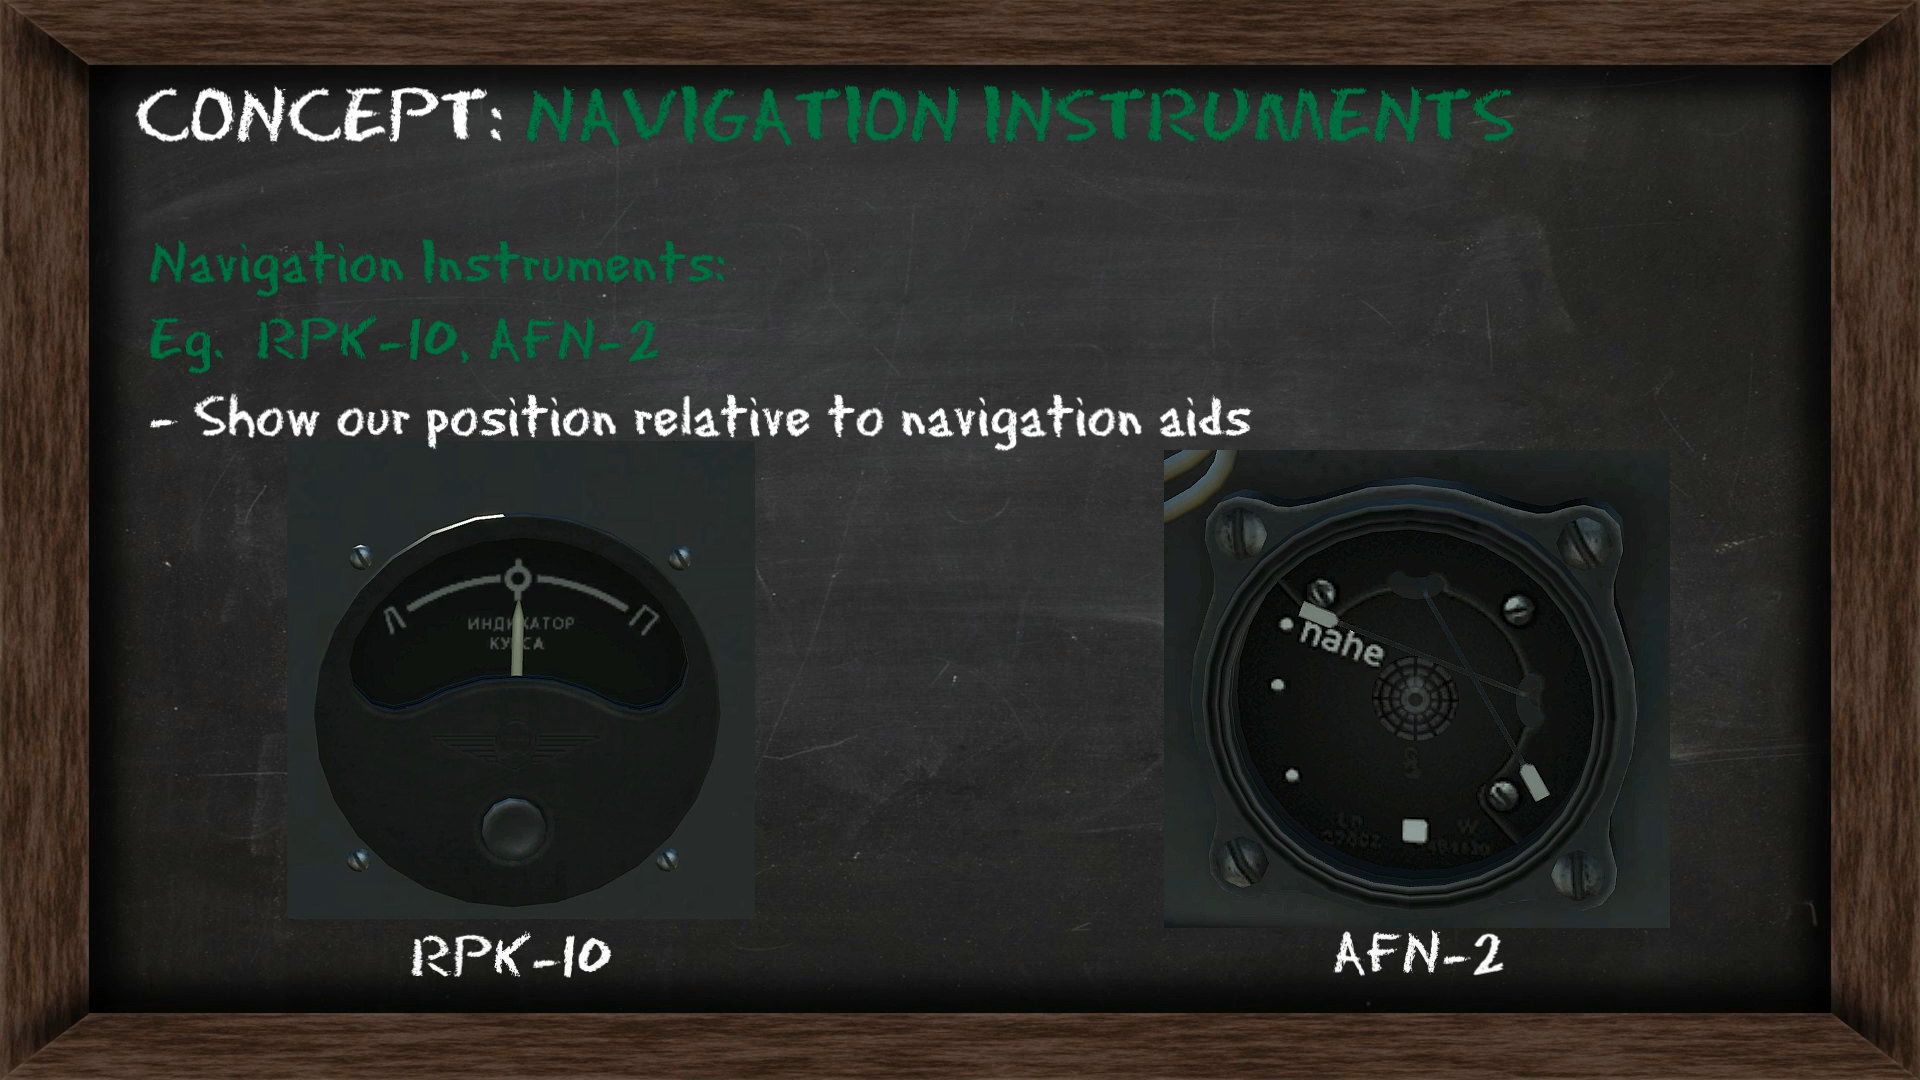 CONCEPT: NAVIGATION INSTRUMENTS
Navigation Instruments:
Eg. RPK-10, AFN-2
- Show our position relative to navigation aids
Л П
ИНДИКАТОР
КУРСА
nahe
RPK-10
AFN-2